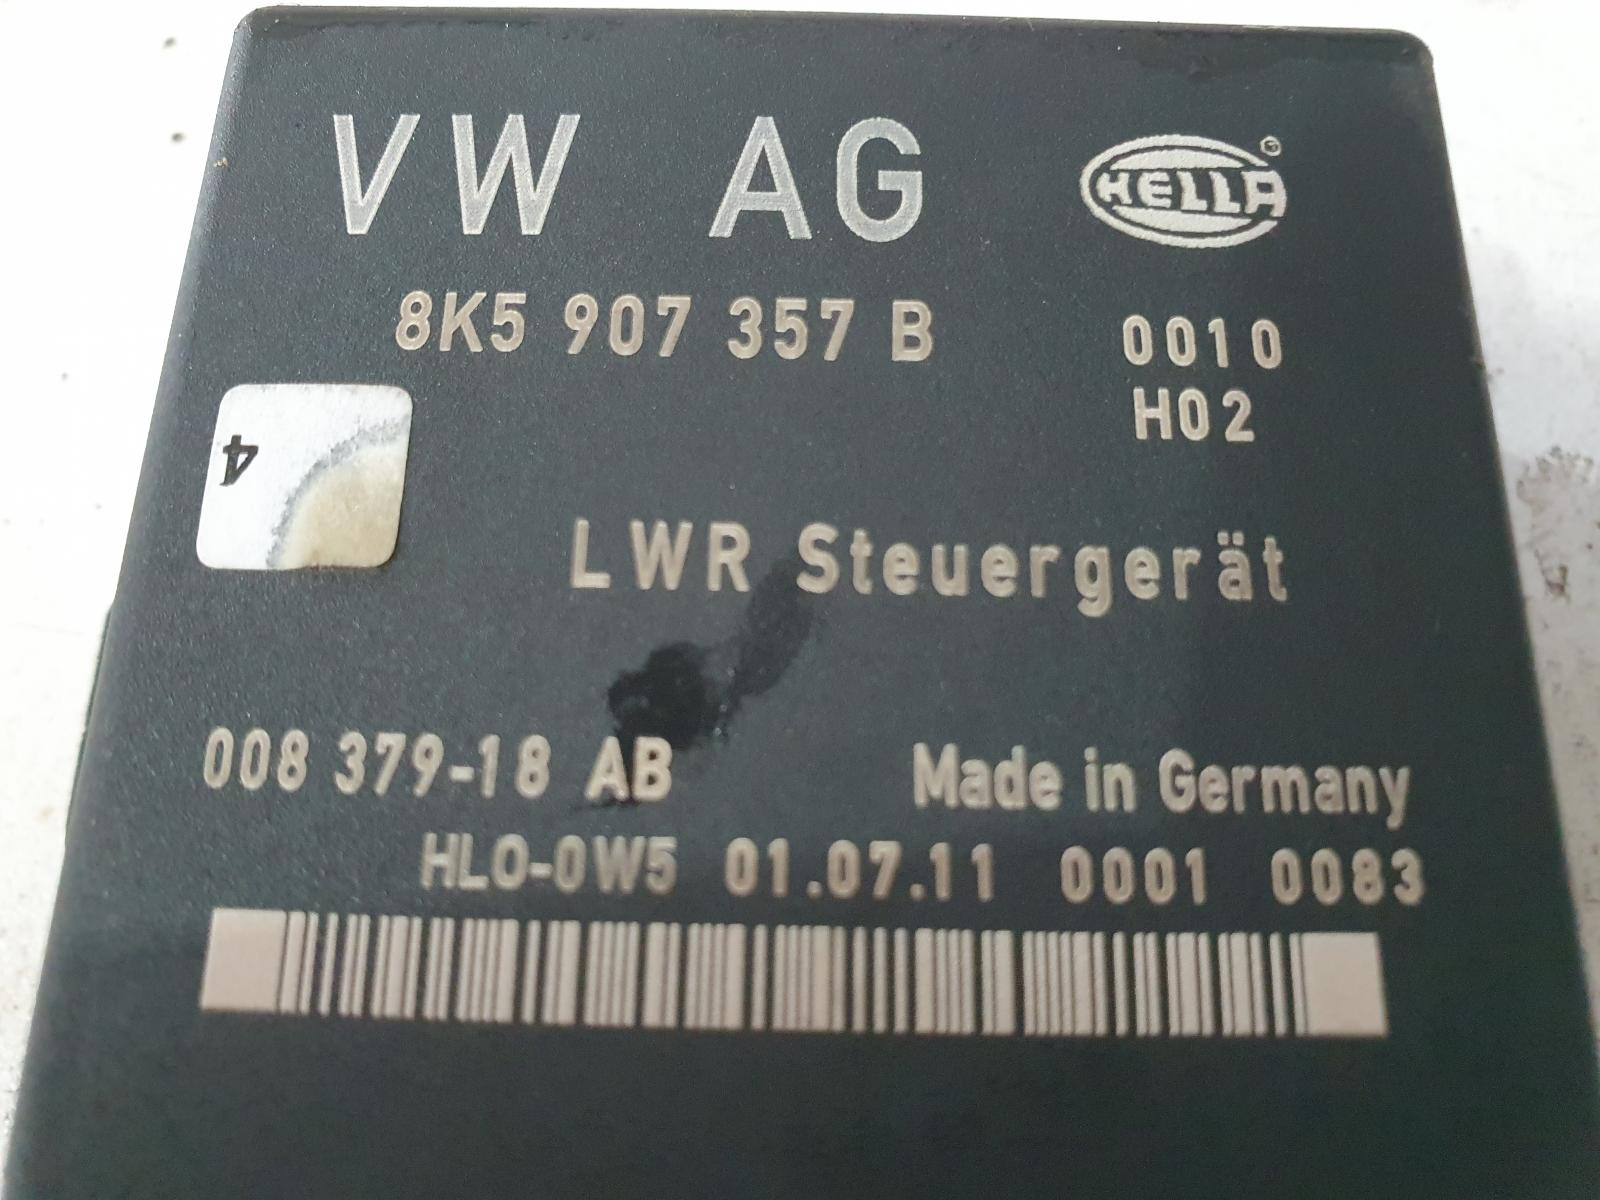 VW AG HELLA ®
8K5 907 357 B 0010
H02
4
LWR Steuergerät
008 379-18 AB Made in Germany
HLO-0W5 01.07.11 0001 0083